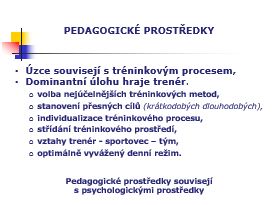 PEDAGOGICKÉ PROSTŘEDKY
• Úzce souvisejí s tréninkovým procesem,
• Dominantní úlohu hraje trenér.
o volba nejúčelnějších tréninkových metod,
o stanovení přesných cílů (krátkodobých dlouhodobých),
o individualizace tréninkového procesu,
o střídání tréninkového prostředí,
o vztahy trenér - sportovec – tým,
o optimálně vyvážený denní režim.
Pedagogické prostředky souvisejí
s psychologickými prostředky